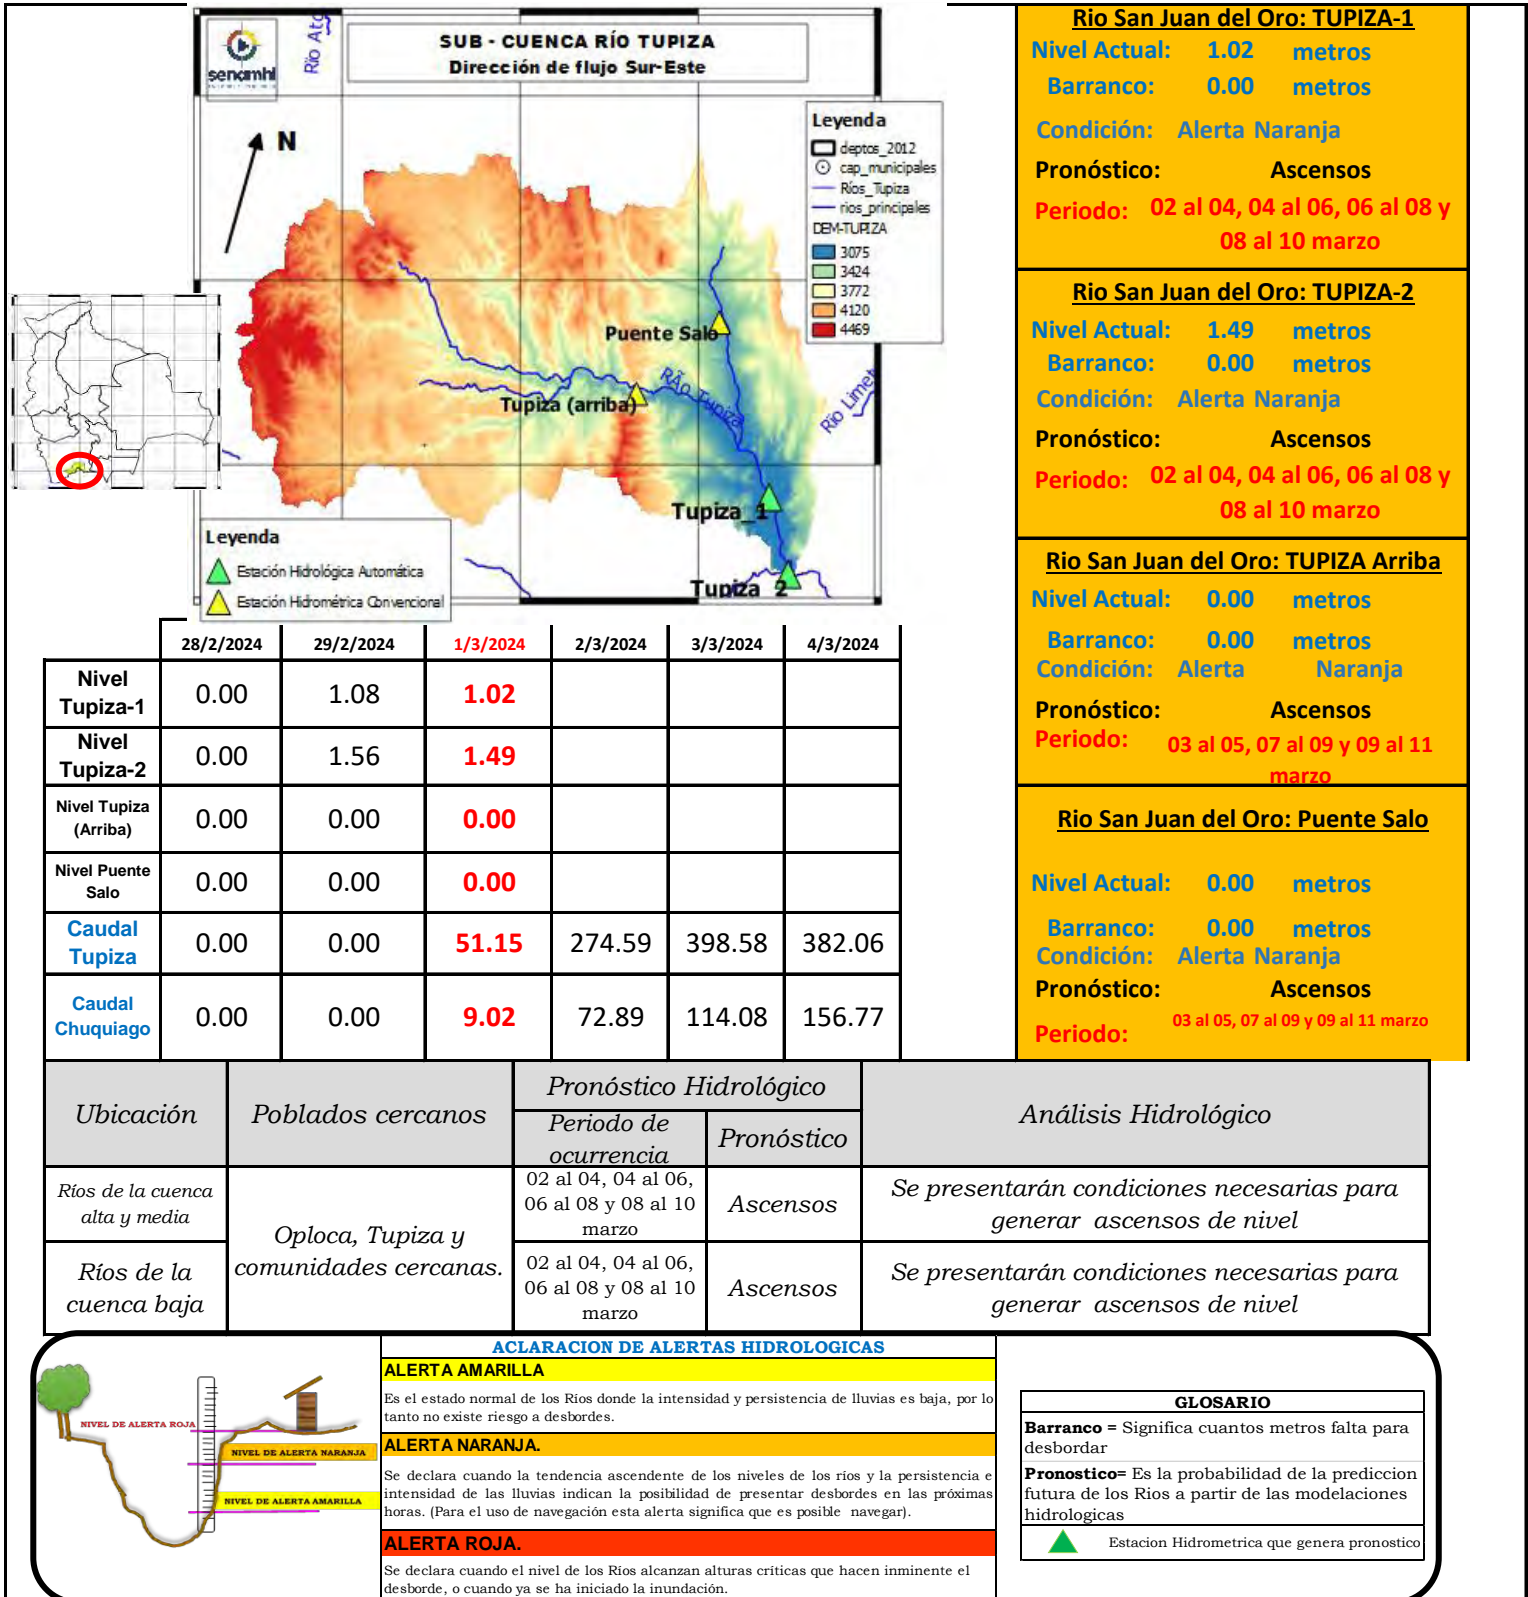 senamhi
Río Ato
SUB - CUENCA RÍO TUPIZA
Dirección de flujo Sur-Este
N
Leyenda
deptos_2012
cap_municipales
Ríos_Tupiza
rios_principales
DEM-TUPIZA
3075
3424
3772
4120
4469
Puente Salo
RÃ­o Tupiza
Tupiza (arriba)
Rio Limet
Tupiza_1
Tupiza_2
Leyenda
Estación Hidrológica Automática
Estación Hidrométrica Convencional
Rio San Juan del Oro: TUPIZA-1
Nivel Actual: 1.02 metros
Barranco: 0.00 metros
Condición: Alerta Naranja
Pronóstico: Ascensos
Periodo: 02 al 04, 04 al 06, 06 al 08 y
08 al 10 marzo
Rio San Juan del Oro: TUPIZA-2
Nivel Actual: 1.49 metros
Barranco: 0.00 metros
Condición: Alerta Naranja
Pronóstico: Ascensos
Periodo: 02 al 04, 04 al 06, 06 al 08 y
08 al 10 marzo
Rio San Juan del Oro: TUPIZA Arriba
Nivel Actual: 0.00 metros
Barranco: 0.00 metros
Condición: Alerta Naranja
Pronóstico: Ascensos
Periodo: 03 al 05, 07 al 09 y 09 al 11
marzo
Rio San Juan del Oro: Puente Salo
Nivel Actual: 0.00 metros
Barranco: 0.00 metros
Condición: Alerta Naranja
Pronóstico: Ascensos
Periodo: 03 al 05, 07 al 09 y 09 al 11 marzo
28/2/2024 29/2/2024 1/3/2024 2/3/2024 3/3/2024 4/3/2024
Nivel
Tupiza-1 0.00 1.08 1.02
Nivel
Tupiza-2 0.00 1.56 1.49
Nivel Tupiza
(Arriba) 0.00 0.00 0.00
Nivel Puente
Salo 0.00 0.00 0.00
Caudal
Tupiza 0.00 0.00 51.15 274.59 398.58 382.06
Caudal
Chuquiago 0.00 0.00 9.02 72.89 114.08 156.77
Ubicación
Poblados cercanos
Pronóstico Hidrológico
Periodo de
ocurrencia
Pronóstico
Análisis Hidrológico
Ríos de la cuenca
alta y media
Oploca, Tupiza y
comunidades cercanas.
02 al 04, 04 al 06,
06 al 08 y 08 al 10
marzo
Ascensos
Se presentarán condiciones necesarias para
generar ascensos de nivel
Ríos de la
cuenca baja
02 al 04, 04 al 06,
06 al 08 y 08 al 10
marzo
Ascensos
Se presentarán condiciones necesarias para
generar ascensos de nivel
NIVEL DE ALERTA ROJA
NIVEL DE ALERTA NARANJA
NIVEL DE ALERTA AMARILLA
ACLARACION DE ALERTAS HIDROLOGICAS
ALERTA AMARILLA
Es el estado normal de los Ríos donde la intensidad y persistencia de lluvias es baja, por lo
tanto no existe riesgo a desbordes.
ALERTA NARANJA.
Se declara cuando la tendencia ascendente de los niveles de los ríos y la persistencia e
intensidad de las lluvias indican la posibilidad de presentar desbordes en las próximas
horas. (Para el uso de navegación esta alerta significa que es posible navegar).
ALERTA ROJA.
Se declara cuando el nivel de los Ríos alcanzan alturas críticas que hacen inminente el
desborde, o cuando ya se ha iniciado la inundación.
GLOSARIO
Barranco = Significa cuantos metros falta para
desbordar
Pronostico= Es la probabilidad de la prediccion
futura de los Rios a partir de las modelaciones
hidrologicas
Estacion Hidrometrica que genera pronostico